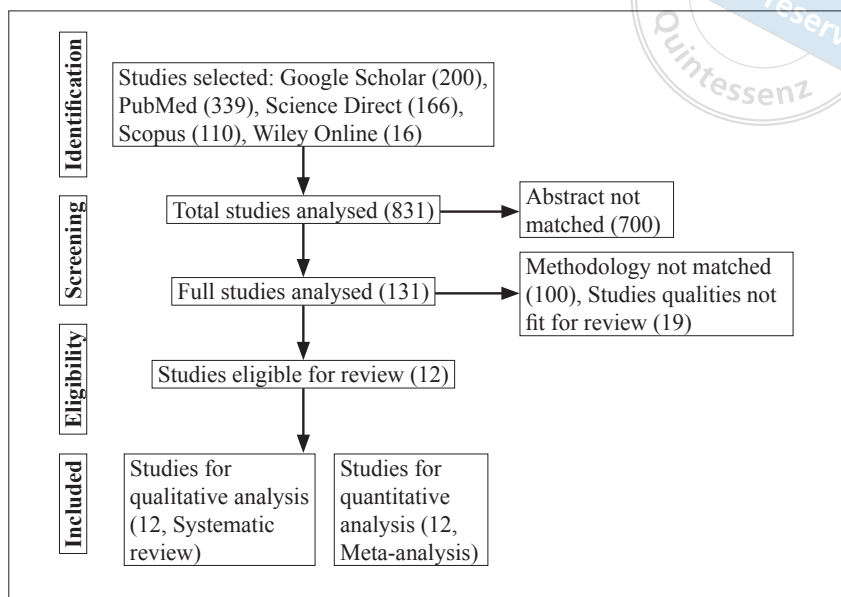 reserv
Quintessenz
Identification
Studies selected: Google Scholar (200),
PubMed (339), Science Direct (166),
Scopus (110), Wiley Online (16)
Screening
Total studies analysed (831)
Abstract not
matched (700)
Full studies analysed (131)
Methodology not matched
(100), Studies qualities not
fit for review (19)
Eligibility
Studies eligible for review (12)
Included
Studies for
qualitative analysis
(12, Systematic
review)
Studies for
quantitative
analysis (12,
Meta-analysis)